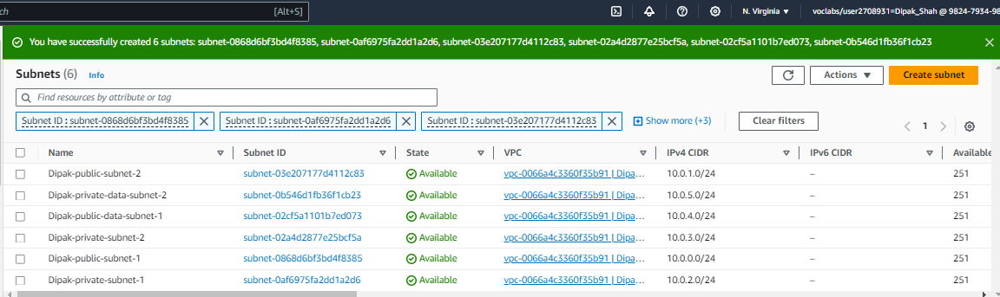 ch [Alt+S] N. Virginia ▼ voclabs/user2708931=Dipak_Shah @ 9824-7934-98
You have successfully created 6 subnets: subnet-0868d6bf3bd4f8385, subnet-0af6975fa2dd1a2d6, subnet-03e207177d4112c83, subnet-02a4d2877e25bcf5a, subnet-02cf5a1101b7ed073, subnet-0b546d1fb36f1cb23
Subnets (6) Info Actions ▼ Create subnet
Find resources by attribute or tag
Subnet ID : subnet-0868d6bf3bd4f8385 Subnet ID : subnet-0af6975fa2dd1a2d6 Subnet ID : subnet-03e207177d4112c83 Show more (+3) Clear filters
1
Name Subnet ID State VPC IPv4 CIDR IPv6 CIDR Available
Dipak-public-subnet-2 subnet-03e207177d4112c83 Available vpc-0066a4c3360f35b91 | Dipa... 10.0.1.0/24 – 251
Dipak-private-data-subnet-2 subnet-0b546d1fb36f1cb23 Available vpc-0066a4c3360f35b91 | Dipa... 10.0.5.0/24 – 251
Dipak-public-data-subnet-1 subnet-02cf5a1101b7ed073 Available vpc-0066a4c3360f35b91 | Dipa... 10.0.4.0/24 – 251
Dipak-private-subnet-2 subnet-02a4d2877e25bcf5a Available vpc-0066a4c3360f35b91 | Dipa... 10.0.3.0/24 – 251
Dipak-public-subnet-1 subnet-0868d6bf3bd4f8385 Available vpc-0066a4c3360f35b91 | Dipa... 10.0.0.0/24 – 251
Dipak-private-subnet-1 subnet-0af6975fa2dd1a2d6 Available vpc-0066a4c3360f35b91 | Dipa... 10.0.2.0/24 – 251